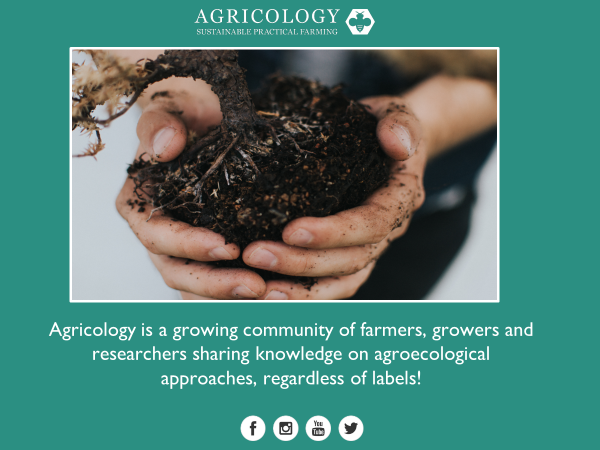 AGRICOLOGY
SUSTAINABLE PRACTICAL FARMING
Agricology is a growing community of farmers, growers and
researchers sharing knowledge on agroecological
approaches, regardless of labels!
f
You
Tube